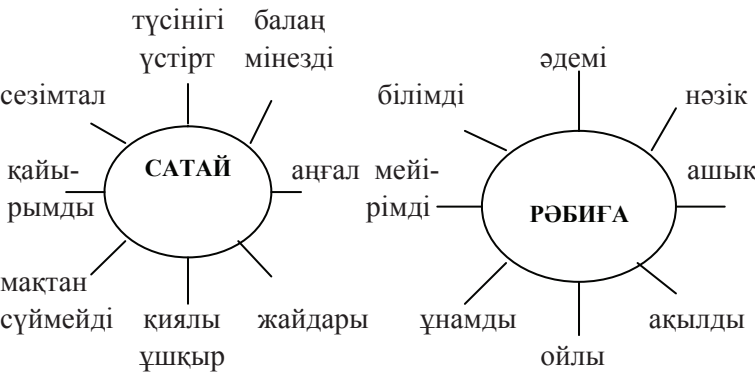 түсінігі балаң
үстірт мінезді әдемі
сезімтал білімді нәзік
қайы- САТАЙ аңғал мейі- ашық
рымды рімді РӘБИҒА
мақтан
сүймейді қиялы жайдары ұнамды ақылды
ұшқыр ойлы